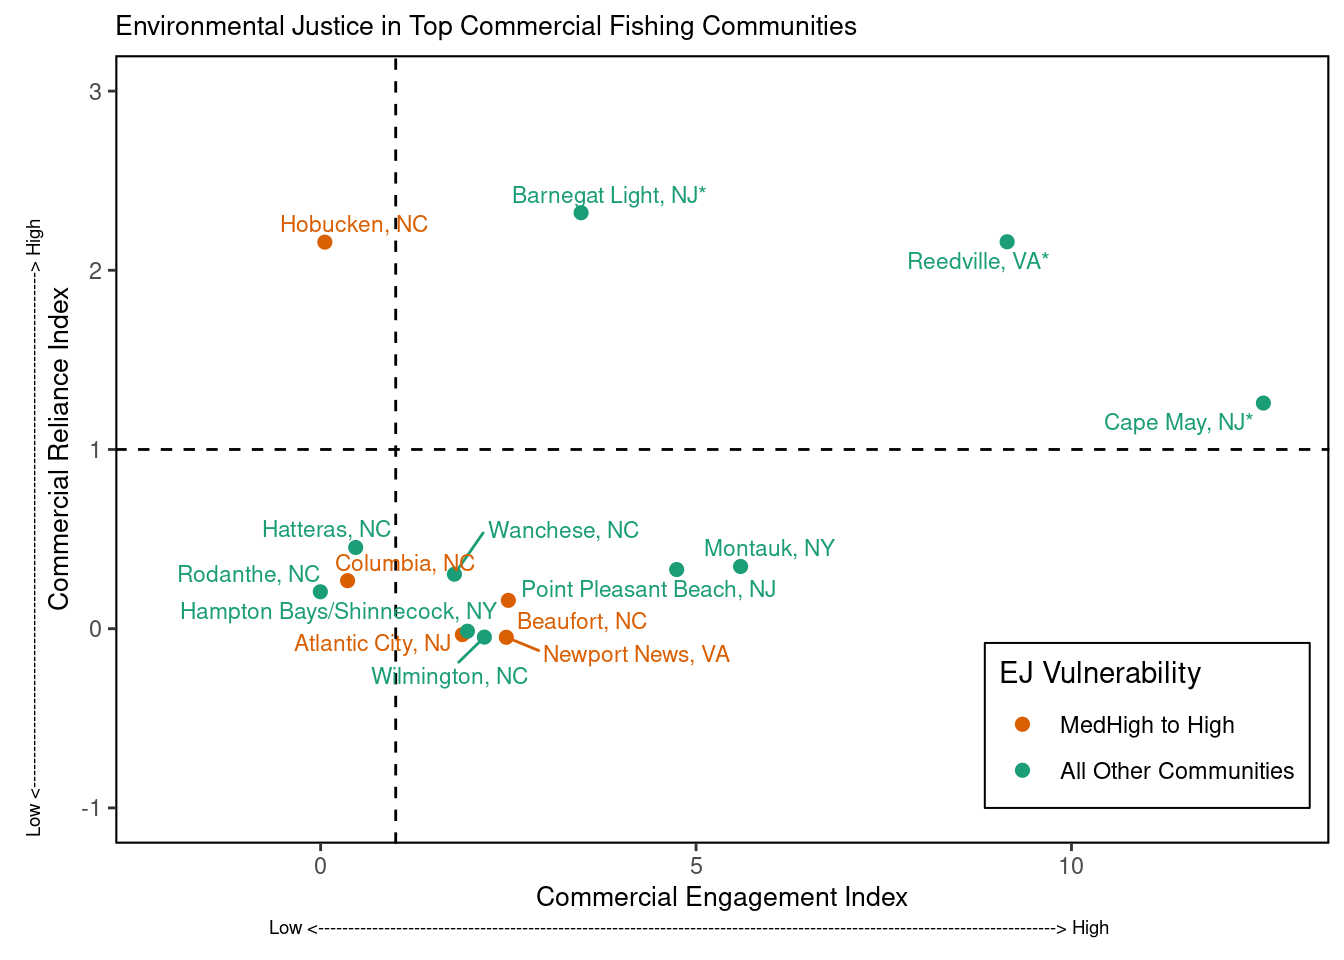 Environmental Justice in Top Commercial Fishing Communities
3
2
1
0
-1
Commercial Reliance Index
Low <------------------------------------------------------------------------------------------> High
Barnegat Light, NJ*
Hobucken, NC
Reedville, VA*
Cape May, NJ*
Hatteras, NC
Wanchese, NC
Montauk, NY
Columbia, NC
Rodanthe, NC
Point Pleasant Beach, NJ
Hampton Bays/Shinnecock, NY
Beaufort, NC
Atlantic City, NJ
Newport News, VA
Wilmington, NC
EJ Vulnerability
MedHigh to High
All Other Communities
0
5
10
Commercial Engagement Index
Low <----------------------------------------------------------------------------------------------------------------------------> High